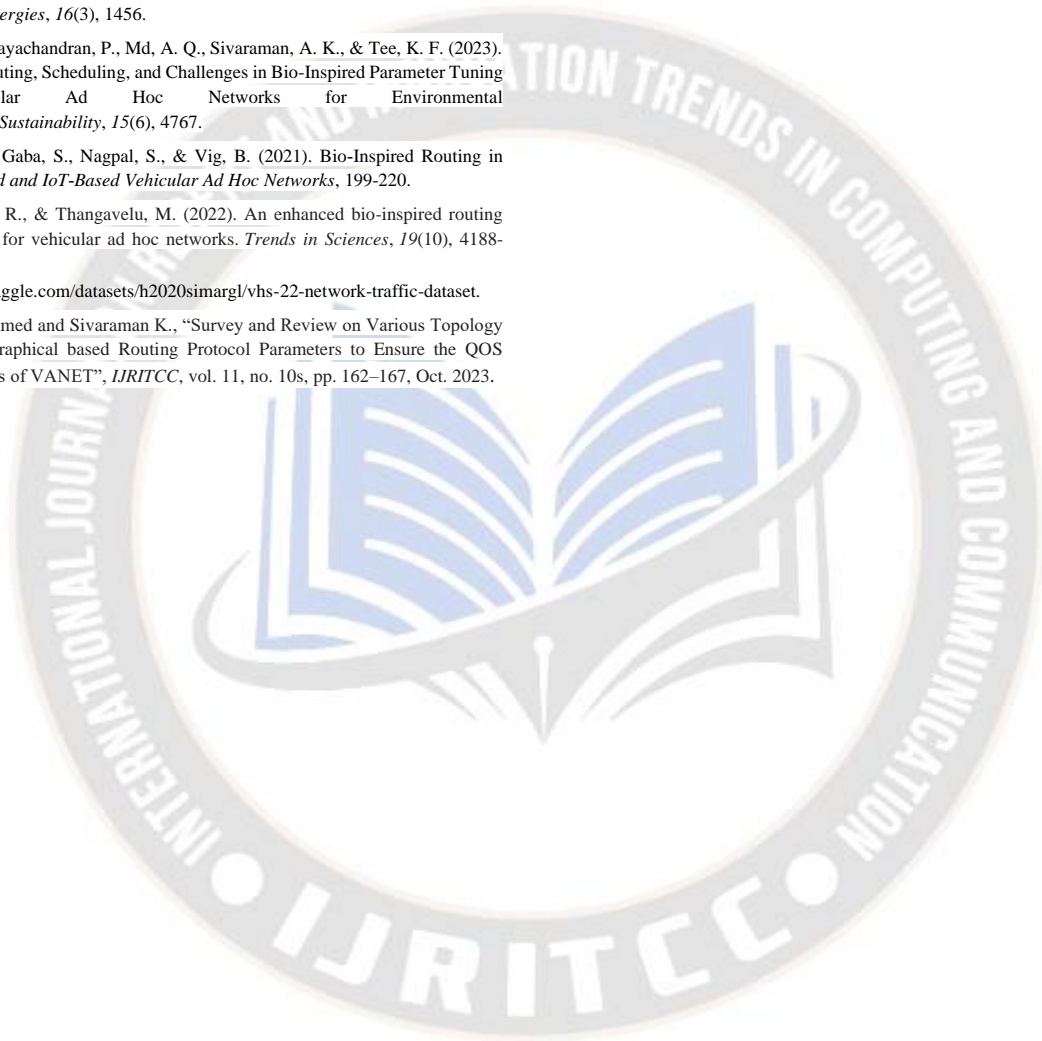 ergies, 16(3), 1456.
ayachandran, P., Md, A. Q., Sivaraman, A. K., & Tee, K. F. (2023).
uting, Scheduling, and Challenges in Bio-Inspired Parameter Tuning
lar Ad Hoc Networks for Environmental
Sustainability, 15(6), 4767.
Gaba, S., Nagpal, S., & Vig, B. (2021). Bio-Inspired Routing in
d and IoT-Based Vehicular Ad Hoc Networks, 199-220.
R., & Thangavelu, M. (2022). An enhanced bio-inspired routing
for vehicular ad hoc networks. Trends in Sciences, 19(10), 4188-
ggle.com/datasets/h2020simargl/vhs-22-network-traffic-dataset.
med and Sivaraman K., “Survey and Review on Various Topology
raphical based Routing Protocol Parameters to Ensure the QOS
s of VANET”, IJRITCC, vol. 11, no. 10s, pp. 162–167, Oct. 2023.
INTERNATIONAL JOURNAL
AND
TRENDS IN COMPUTING AND COMMUNICATION
IJRITCC